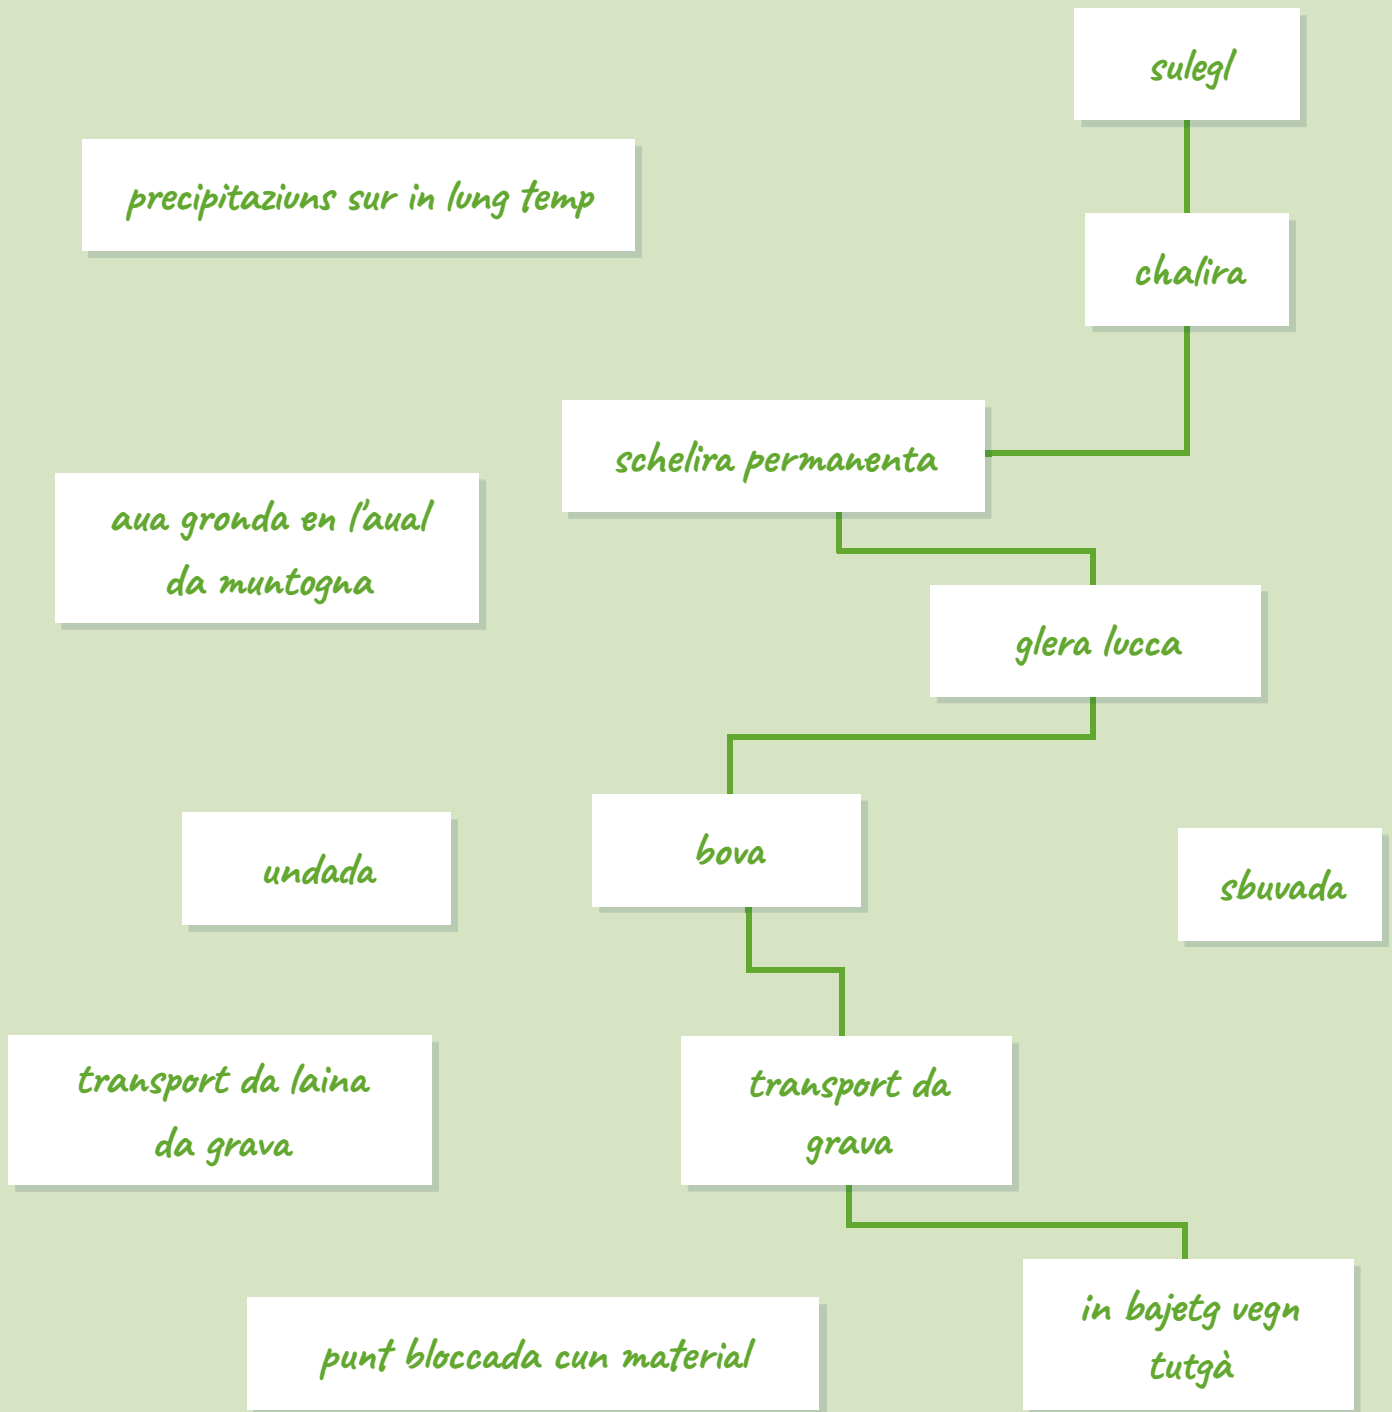 sulegl
precipitaziuns sur in lung temp
chalira
schelira permanenta
aua gronda en l'aual
da muntogna
glera lucca
bova
undada
sbuvada
transport da laina
da grava
transport da
grava
in bajetg vegn
tutgà
punt bloccada cun material